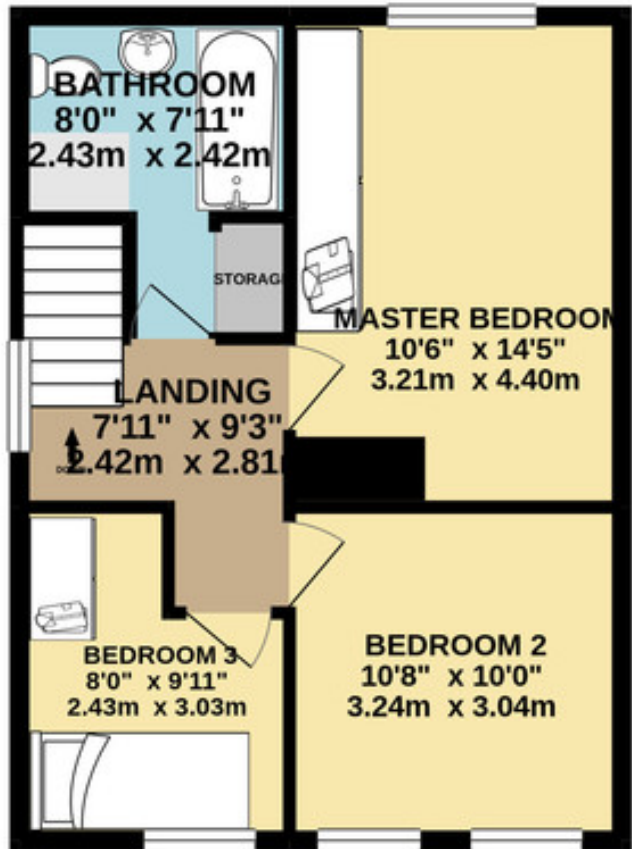 BATHROOM
8'0" x 7'11"
2.43m x 2.42m
STORAGE
MASTER BEDROOM
10'6" x 14'5"
3.21m x 4.40m
LANDING
7'11" x 9'3"
2.42m x 2.81m
BEDROOM 3
8'0" x 9'11"
2.43m x 3.03m
BEDROOM 2
10'8" x 10'0"
3.24m x 3.04m